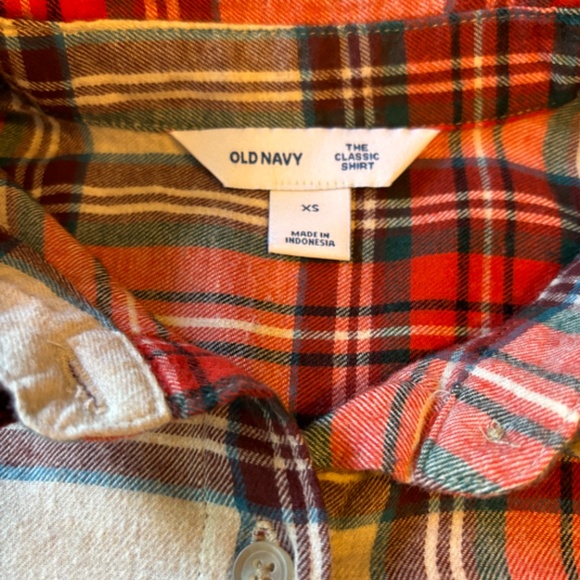 OLD NAVY
THE
CLASSIC
SHIRT
XS
MADE IN
INDONESIA